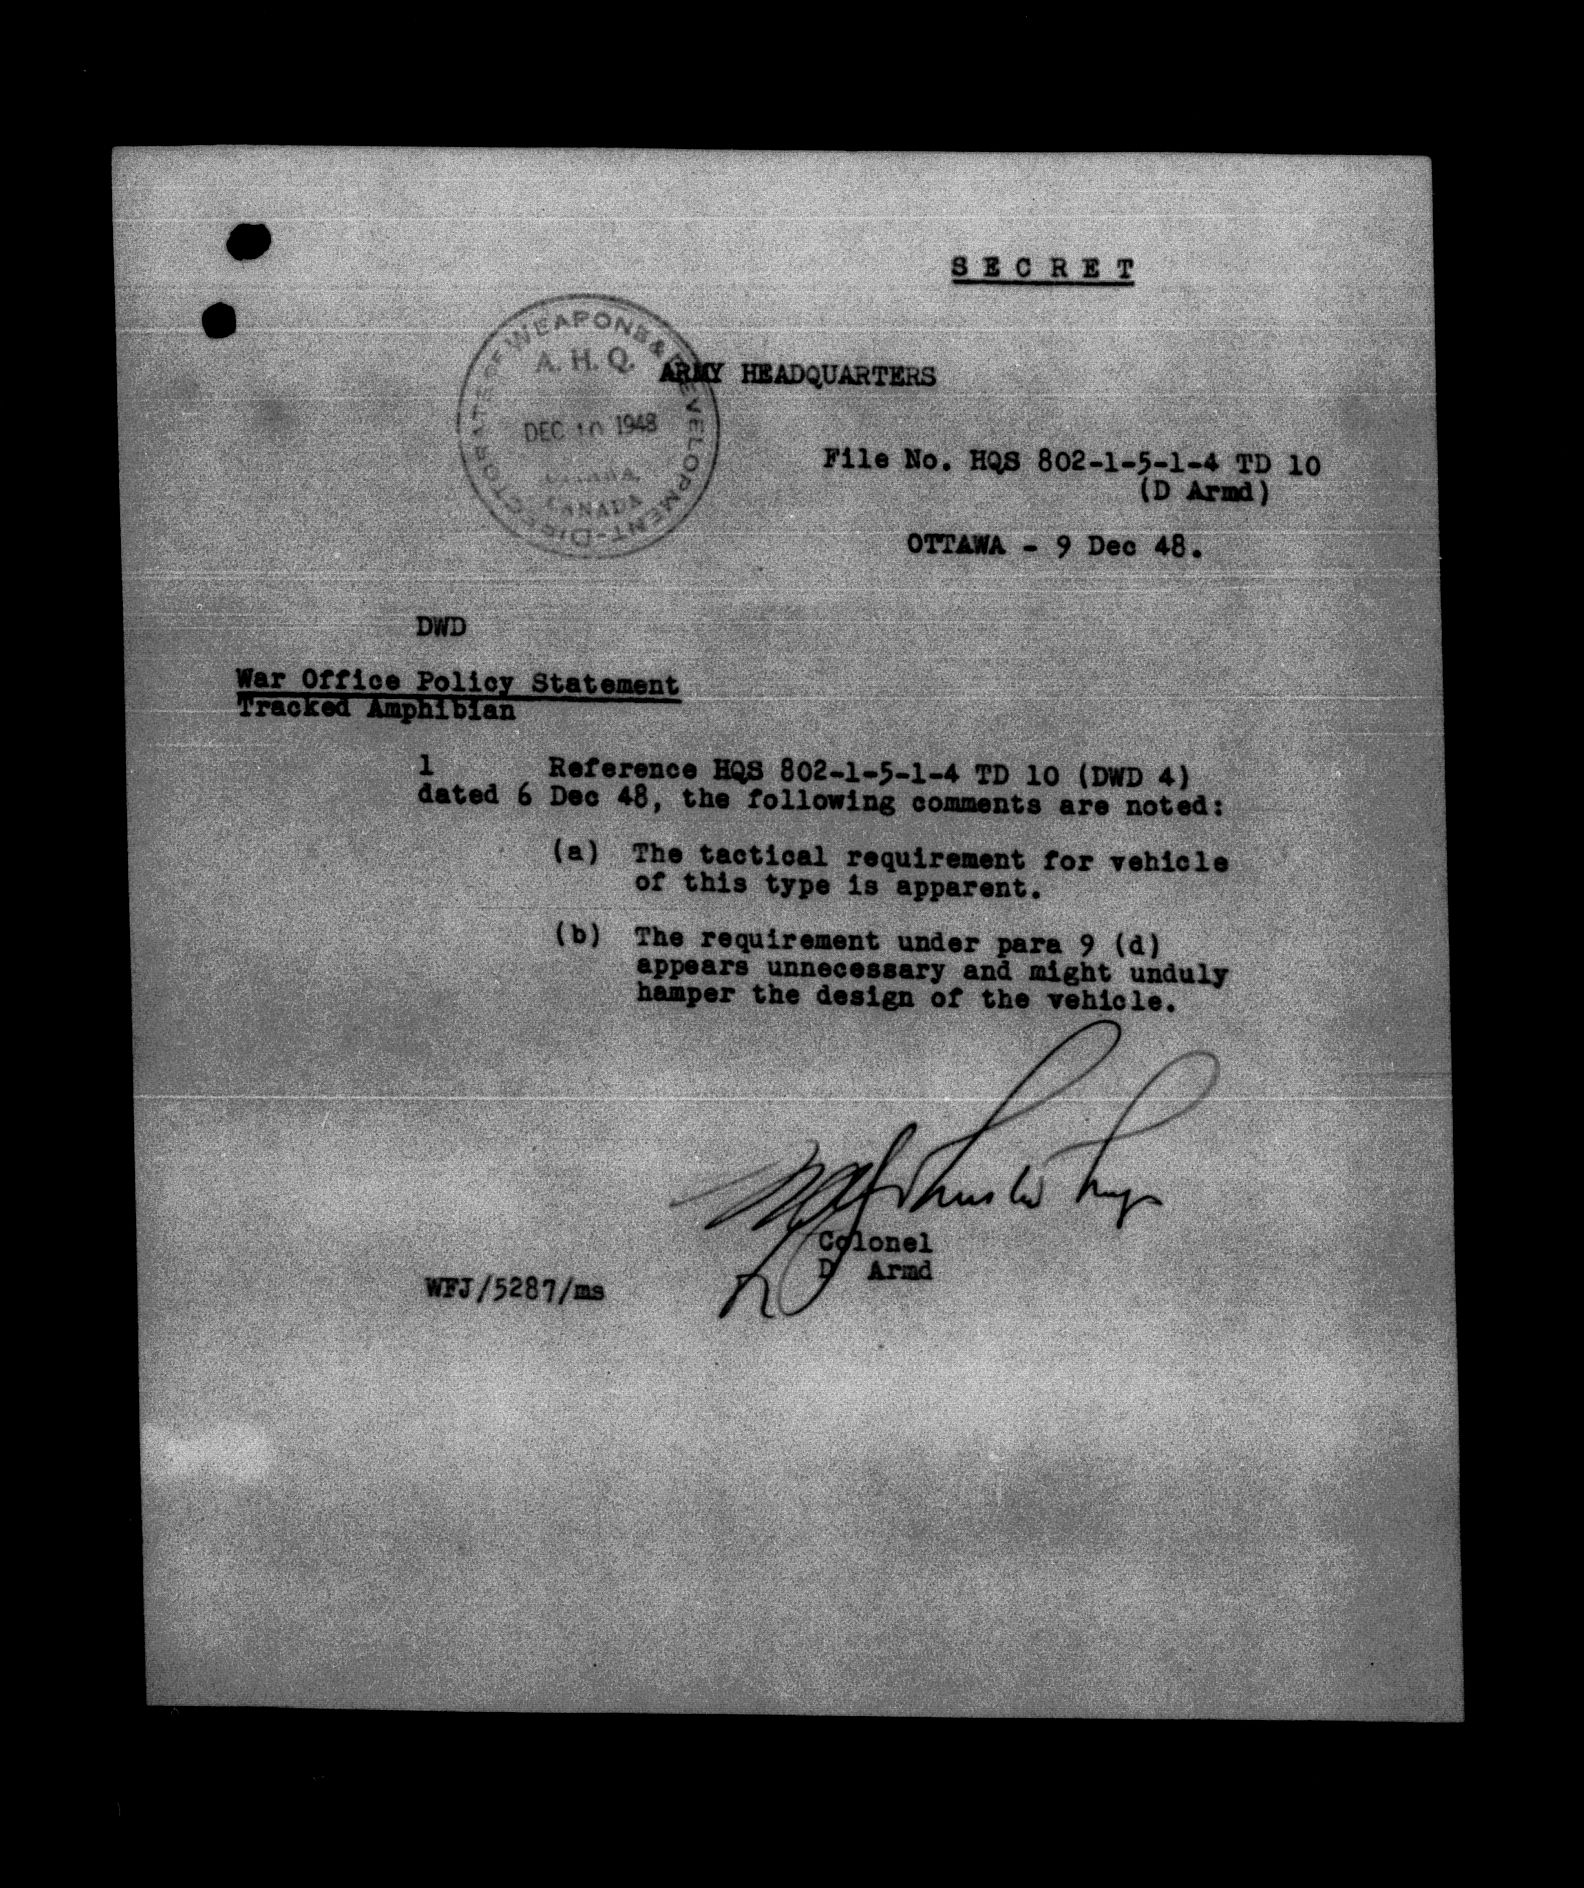 S E C R E T
DIRECTORATE OF WEAPONS & DEVELOPMENT
A. H. Q.
DEC 10 1948
CANADA
ARMY HEADQUARTERS
File No. HQS 802-1-5-1-4 TD 10
(D Armd)
OTTAWA - 9 Dec 48.
DWD
War Office Policy Statement
Tracked Amphibian
1 Reference HQS 802-1-5-1-4 TD 10 (DWD 4)
dated 6 Dec 48, the following comments are noted:
(a) The tactical requirement for vehicle
of this type is apparent.
(b) The requirement under para 9 (d)
appears unnecessary and might unduly
hamper the design of the vehicle.
Colonel
D Armd
WFJ/5287/ms